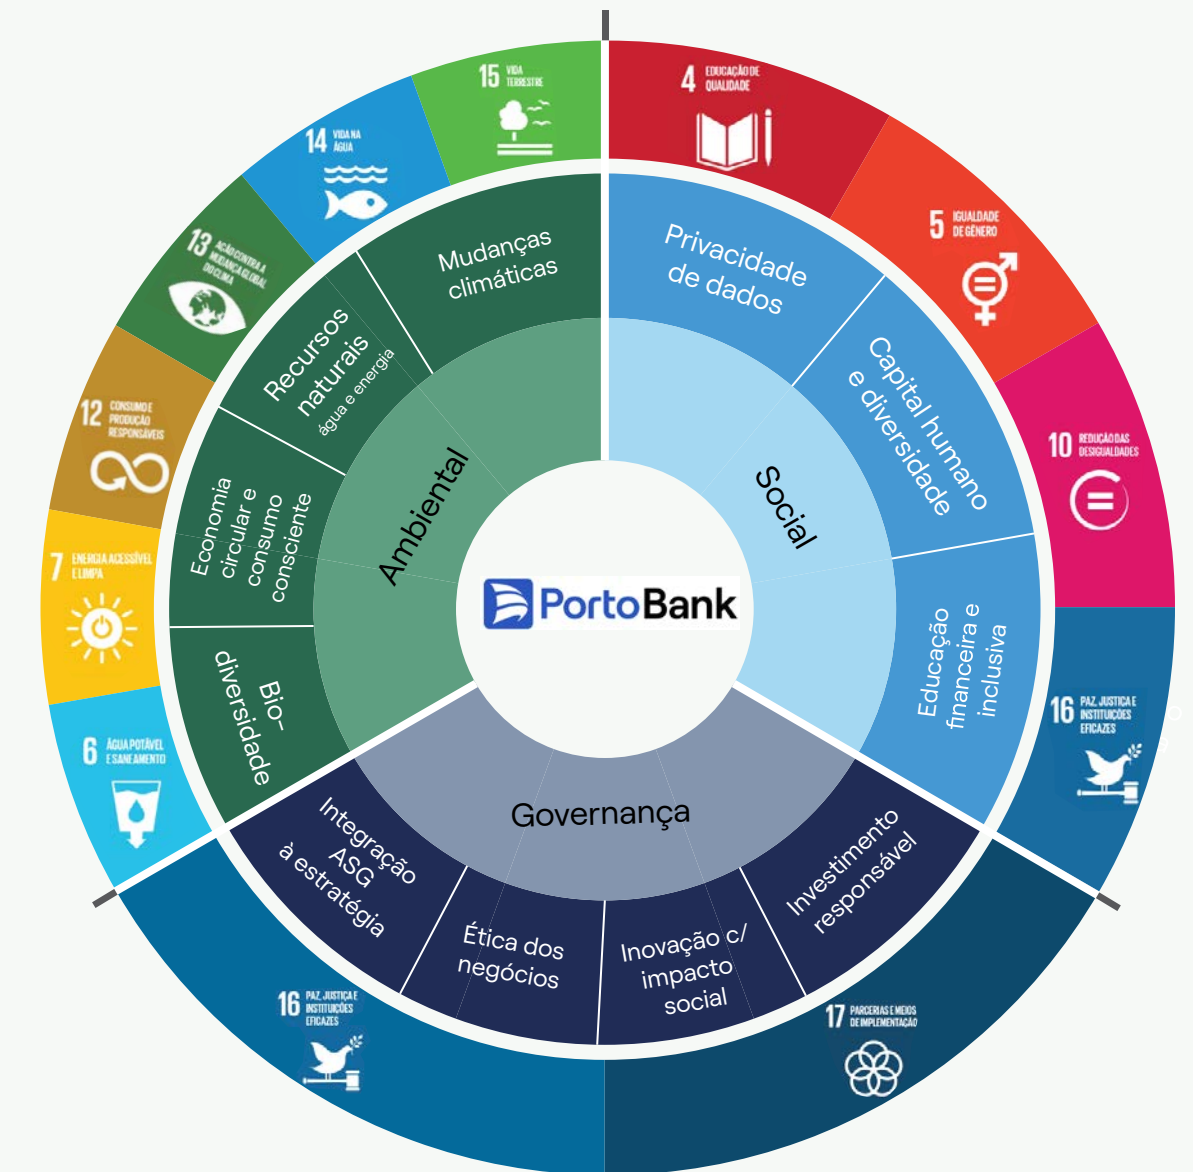 15 VIDA
TERRESTRE
4 EDUCAÇÃO DE
QUALIDADE
14 VIDA NA
ÁGUA
5 IGUALDADE
DE GÊNERO
13 AÇÃO CONTRA A
MUDANÇA GLOBAL
DO CLIMA
10 REDUÇÃO DAS
DESIGUALDADES
12 CONSUMO E
PRODUÇÃO
RESPONSÁVEIS
7 ENERGIA ACESSÍVEL
E LIMPA
16 PAZ, JUSTIÇA E
INSTITUIÇÕES
EFICAZES
6 ÁGUA POTÁVEL
E SANEAMENTO
16 PAZ, JUSTIÇA E
INSTITUIÇÕES
EFICAZES
17 PARCERIAS E MEIOS
DE IMPLEMENTAÇÃO
Mudanças
climáticas
Privacidade
de dados
Recursos
naturais
água e energia
Capital humano
e diversidade
Economia
circular e
consumo
consciente
Educação
financeira e
inclusiva
Bio-
diversidade
Integração
ASG
à estratégia
Ética dos
negócios
Inovação c/
impacto
social
Investimento
responsável
Ambiental
Social
Governança
PortoBank